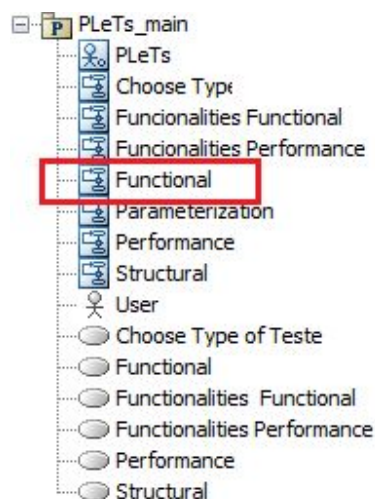 PLeTs_main
PLeTs
Choose Type
Funcionalities Functional
Funcionalities Performance
Functional
Parameterization
Performance
Structural
User
Choose Type of Teste
Functional
Functionalities Functional
Functionalities Performance
Performance
Structural